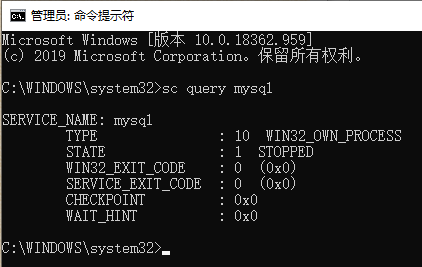 管理员: 命令提示符
Microsoft Windows [版本 10.0.18362.959]
(c) 2019 Microsoft Corporation。保留所有权利。
C:\WINDOWS\system32>sc query mysql
SERVICE_NAME: mysql
TYPE : 10 WIN32_OWN_PROCESS
STATE : 1 STOPPED
WIN32_EXIT_CODE : 0 (0x0)
SERVICE_EXIT_CODE : 0 (0x0)
CHECKPOINT : 0x0
WAIT_HINT : 0x0
C:\WINDOWS\system32>